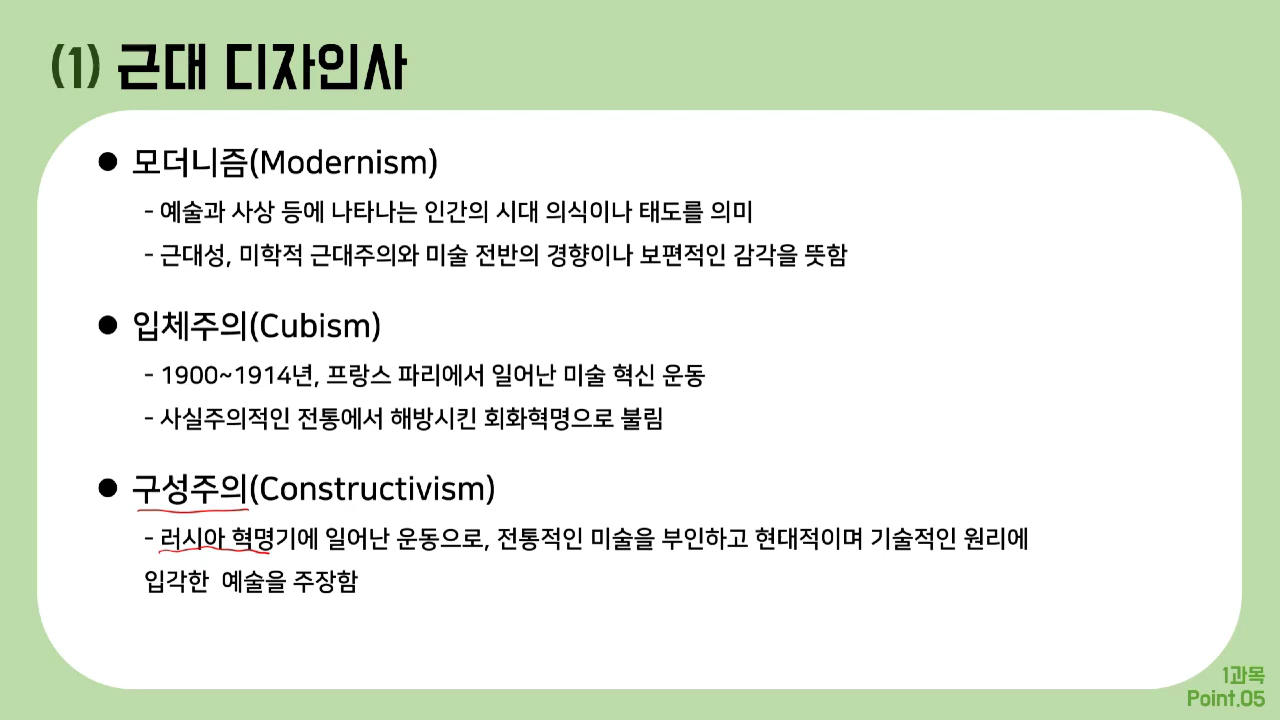 (1) 근대 디자인사
● 모더니즘(Modernism)
- 예술과 사상 등에 나타나는 인간의 시대 의식이나 태도를 의미
- 근대성, 미학적 근대주의와 미술 전반의 경향이나 보편적인 감각을 뜻함
● 입체주의(Cubism)
- 1900~1914년, 프랑스 파리에서 일어난 미술 혁신 운동
- 사실주의적인 전통에서 해방시킨 회화혁명으로 불림
● 구성주의(Constructivism)
- 러시아 혁명기에 일어난 운동으로, 전통적인 미술을 부인하고 현대적이며 기술적인 원리에
입각한 예술을 주장함
1과목
Point.05